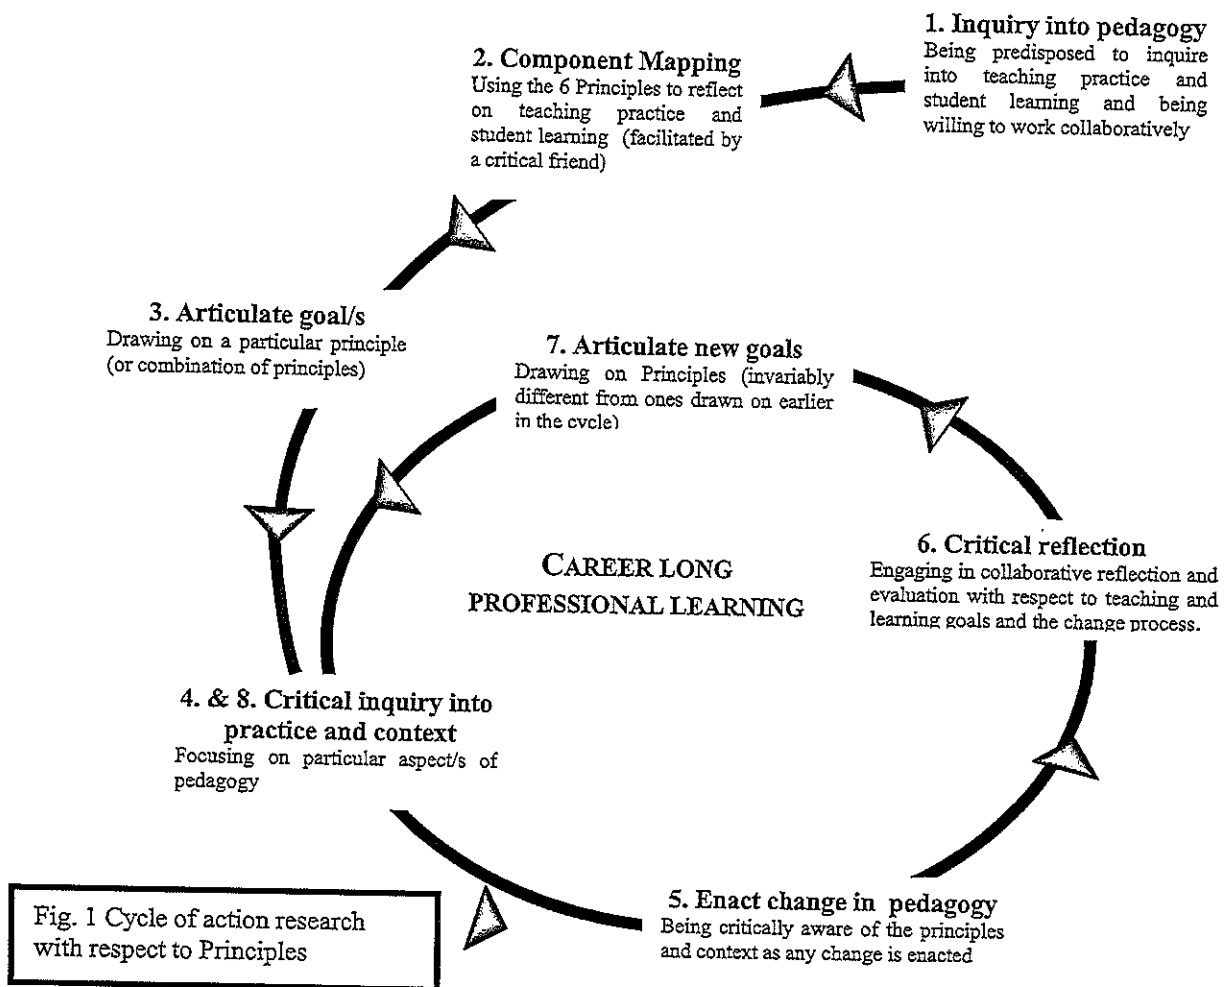 1. Inquiry into pedagogy
Being predisposed to inquire
into teaching practice and
student learning and being
willing to work collaboratively
2. Component Mapping
Using the 6 Principles to reflect
on teaching practice and
student learning (facilitated by
a critical friend)
3. Articulate goal/s
Drawing on a particular principle
(or combination of principles)
7. Articulate new goals
Drawing on Principles (invariably
different from ones drawn on earlier
in the cycle)
CAREER LONG
PROFESSIONAL LEARNING
6. Critical reflection
Engaging in collaborative reflection and
evaluation with respect to teaching and
learning goals and the change process.
4. & 8. Critical inquiry into
practice and context
Focusing on particular aspect/s of
pedagogy
5. Enact change in pedagogy
Being critically aware of the principles
and context as any change is enacted
Fig. 1 Cycle of action research
with respect to Principles